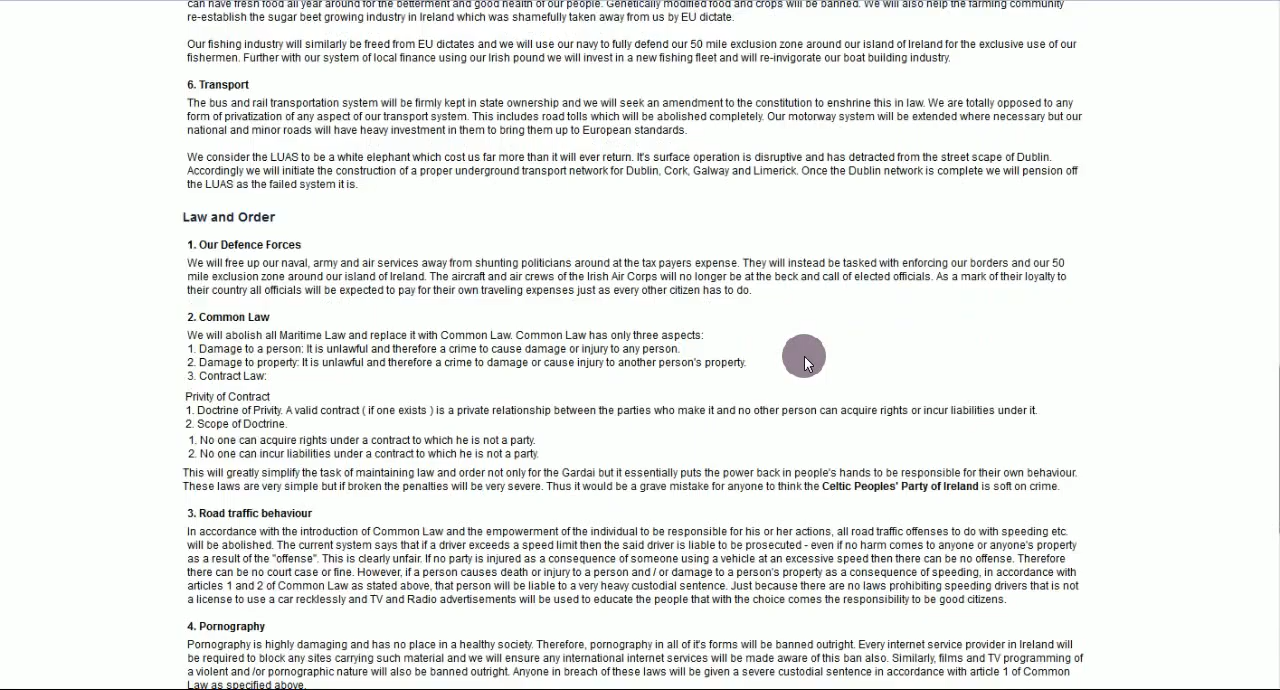 can have fresh food all year around for the betterment and good health of our people. Genetically modified food and crops will be banned. We will also help the farming community
re-establish the sugar beet growing industry in Ireland which was shamefully taken away from us by EU dictate.
Our fishing industry will similarly be freed from EU dictates and we will use our navy to fully defend our 50 mile exclusion zone around our island of Ireland for the exclusive use of our
fishermen. Further with our system of local finance using our Irish pound we will invest in a new fishing fleet and will re-invigorate our boat building industry.
6. Transport
The bus and rail transportation system will be firmly kept in state ownership and we will seek an amendment to the constitution to enshrine this in law. We are totally opposed to any
form of privatization of any aspect of our transport system. This includes road tolls which will be abolished completely. Our motorway system will be extended where necessary but our
national and minor roads will have heavy investment in them to bring them up to European standards.
We consider the LUAS to be a white elephant which cost us far more than it will ever return. It's surface operation is disruptive and has detracted from the street scape of Dublin.
Accordingly we will initiate the construction of a proper underground transport network for Dublin, Cork, Galway and Limerick. Once the Dublin network is complete we will pension off
the LUAS as the failed system it is.
Law and Order
1. Our Defence Forces
We will free up our naval, army and air services away from shunting politicians around at the tax payers expense. They will instead be tasked with enforcing our borders and our 50
mile exclusion zone around our island of Ireland. The aircraft and air crews of the Irish Air Corps will no longer be at the beck and call of elected officials. As a mark of their loyalty to
their country all officials will be expected to pay for their own traveling expenses just as every other citizen has to do.
2. Common Law
We will abolish all Maritime Law and replace it with Common Law. Common Law has only three aspects:
1. Damage to a person: It is unlawful and therefore a crime to cause damage or injury to any person.
2. Damage to property: It is unlawful and therefore a crime to damage or cause injury to another person's property.
3. Contract Law:
Privity of Contract
1. Doctrine of Privity. A valid contract ( if one exists ) is a private relationship between the parties who make it and no other person can acquire rights or incur liabilities under it.
2. Scope of Doctrine.
1. No one can acquire rights under a contract to which he is not a party.
2. No one can incur liabilities under a contract to which he is not a party.
This will greatly simplify the task of maintaining law and order not only for the Gardai but it essentially puts the power back in people's hands to be responsible for their own behaviour.
These laws are very simple but if broken the penalties will be very severe. Thus it would be a grave mistake for anyone to think the Celtic Peoples' Party of Ireland is soft on crime.
3. Road traffic behaviour
In accordance with the introduction of Common Law and the empowerment of the individual to be responsible for his or her actions, all road traffic offenses to do with speeding etc.
will be abolished. The current system says that if a driver exceeds a speed limit then the said driver is liable to be prosecuted - even if no harm comes to anyone or anyone's property
as a result of the "offense". This is clearly unfair. If no party is injured as a consequence of someone using a vehicle at an excessive speed then there can be no offense. Therefore
there can be no court case or fine. However, if a person causes death or injury to a person and / or damage to a person's property as a consequence of speeding, in accordance with
articles 1 and 2 of Common Law as stated above, that person will be liable to a very heavy custodial sentence. Just because there are no laws prohibiting speeding drivers that is not
a license to use a car recklessly and TV and Radio advertisements will be used to educate the people that with the choice comes the responsibility to be good citizens.
4. Pornography
Pornography is highly damaging and has no place in a healthy society. Therefore, pornography in all of it's forms will be banned outright. Every internet service provider in Ireland will
be required to block any sites carrying such material and we will ensure any international internet services will be made aware of this ban also. Similarly, films and TV programming of
a violent and /or pornographic nature will also be banned outright. Anyone in breach of these laws will be given a severe custodial sentence in accordance with article 1 of Common
Law as specified above.